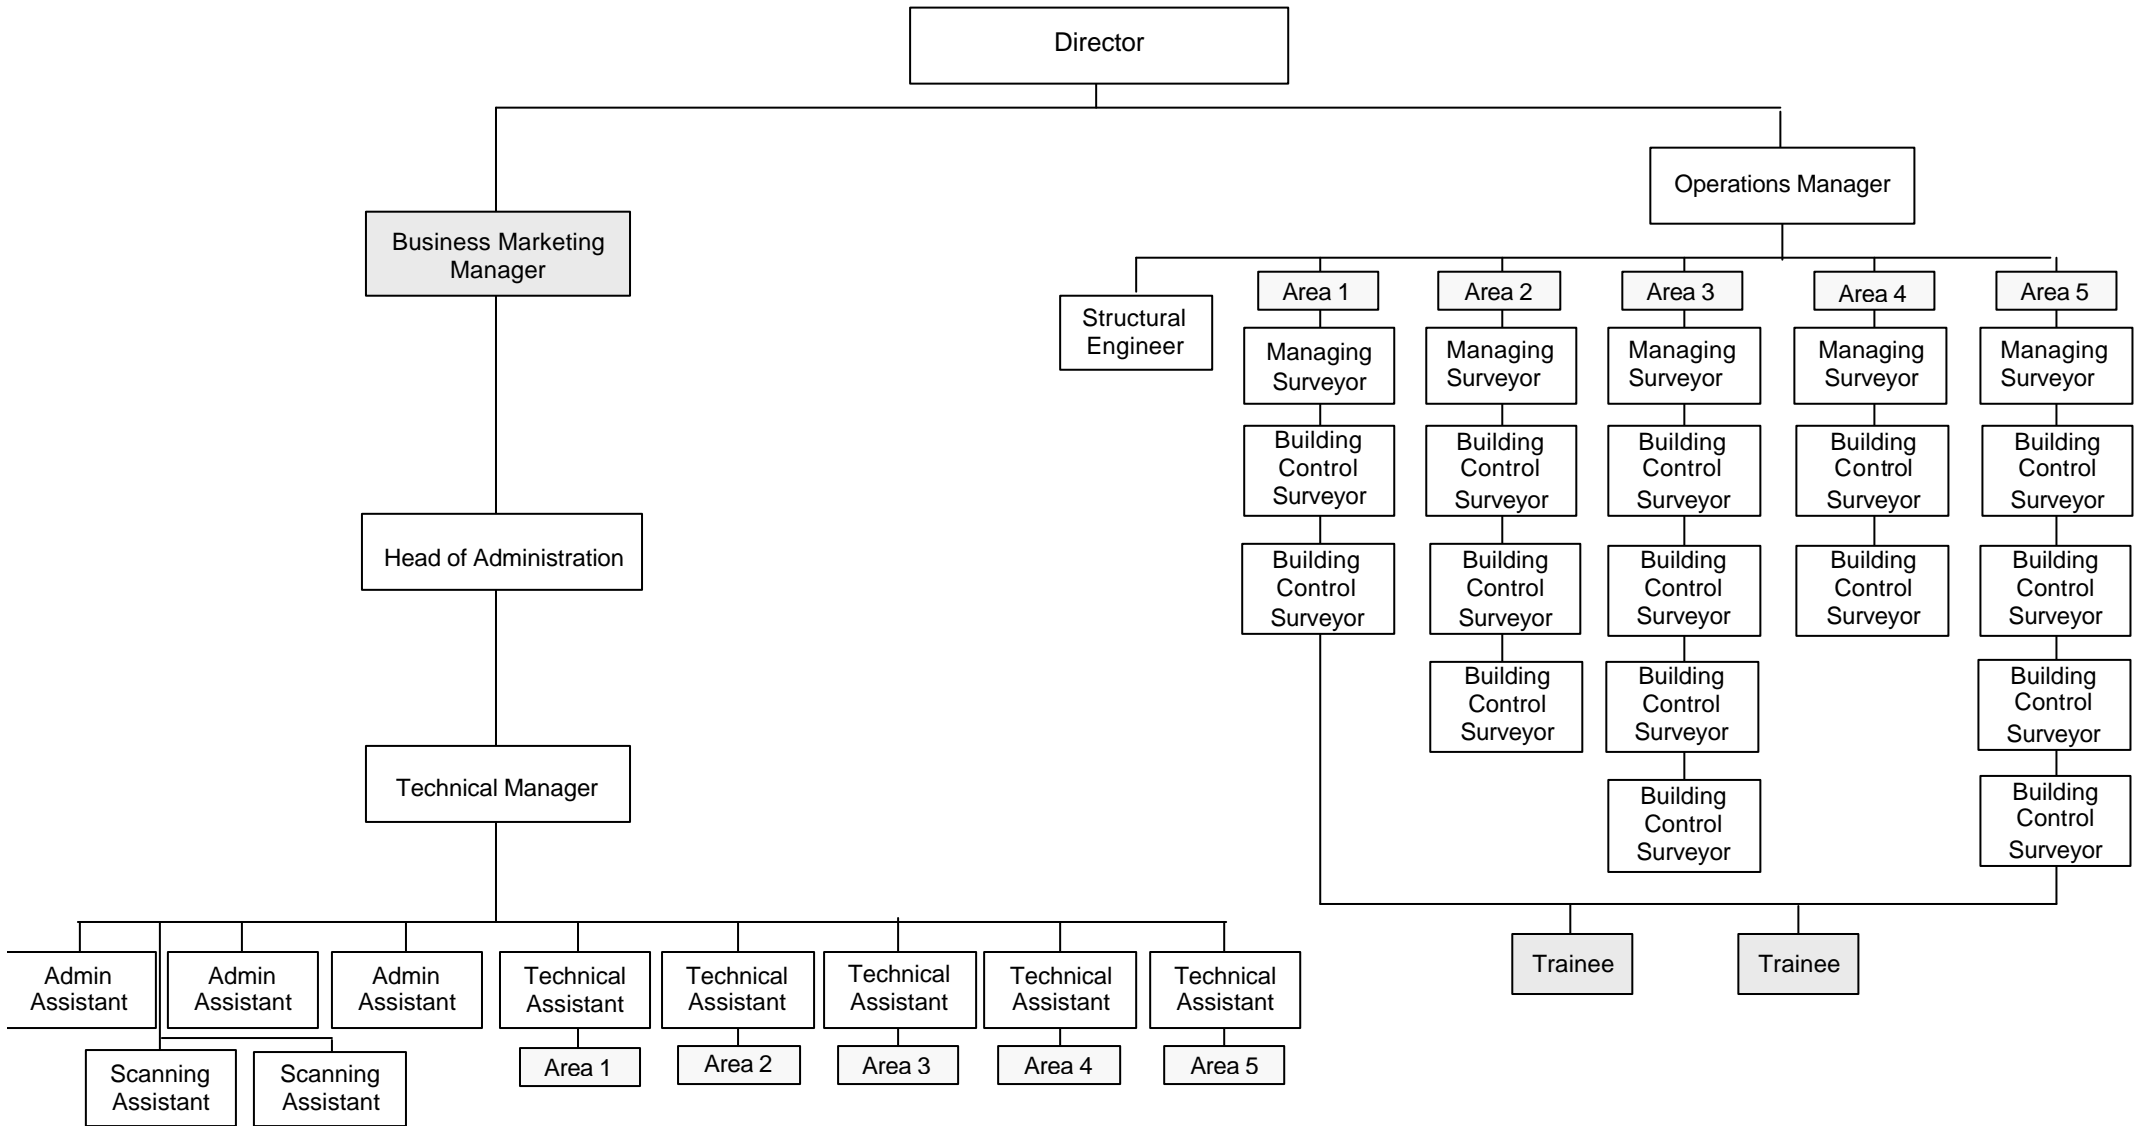 Director
Operations Manager
Business Marketing
Manager
Structural
Engineer
Area 1
Managing
Surveyor
Building
Control
Surveyor
Building
Control
Surveyor
Area 2
Managing
Surveyor
Building
Control
Surveyor
Building
Control
Surveyor
Building
Control
Surveyor
Area 3
Managing
Surveyor
Building
Control
Surveyor
Building
Control
Surveyor
Building
Control
Surveyor
Building
Control
Surveyor
Area 4
Managing
Surveyor
Building
Control
Surveyor
Building
Control
Surveyor
Area 5
Managing
Surveyor
Building
Control
Surveyor
Building
Control
Surveyor
Building
Control
Surveyor
Building
Control
Surveyor
Head of Administration
Technical Manager
Trainee
Trainee
Admin
Assistant
Admin
Assistant
Admin
Assistant
Technical
Assistant
Technical
Assistant
Technical
Assistant
Technical
Assistant
Technical
Assistant
Scanning
Assistant
Scanning
Assistant
Area 1
Area 2
Area 3
Area 4
Area 5